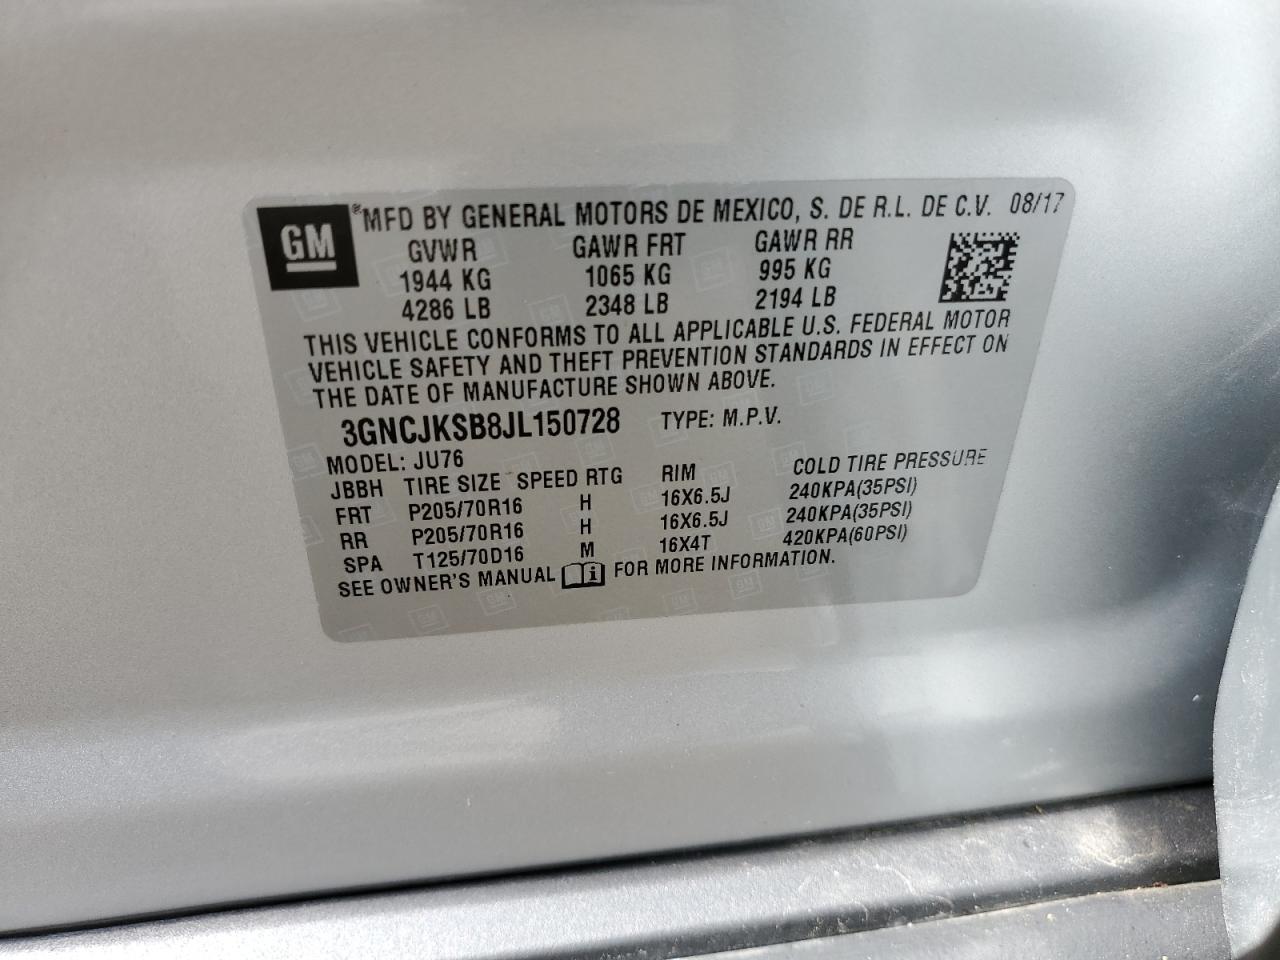 GM
®MFD BY GENERAL MOTORS DE MEXICO, S. DE R.L. DE C.V. 08/17
GVWR GAWR FRT GAWR RR
1944 KG 1065 KG 995 KG
4286 LB 2348 LB 2194 LB
THIS VEHICLE CONFORMS TO ALL APPLICABLE U.S. FEDERAL MOTOR
VEHICLE SAFETY AND THEFT PREVENTION STANDARDS IN EFFECT ON
THE DATE OF MANUFACTURE SHOWN ABOVE.
3GNCJKSB8JL150728 TYPE: M.P.V.
MODEL: JU76
JBBH TIRE SIZE SPEED RTG RIM COLD TIRE PRESSURE
FRT P205/70R16 H 16X6.5J 240KPA(35PSI)
RR P205/70R16 H 16X6.5J 240KPA(35PSI)
SPA T125/70D16 M 16X4T 420KPA(60PSI)
SEE OWNER'S MANUAL FOR MORE INFORMATION.